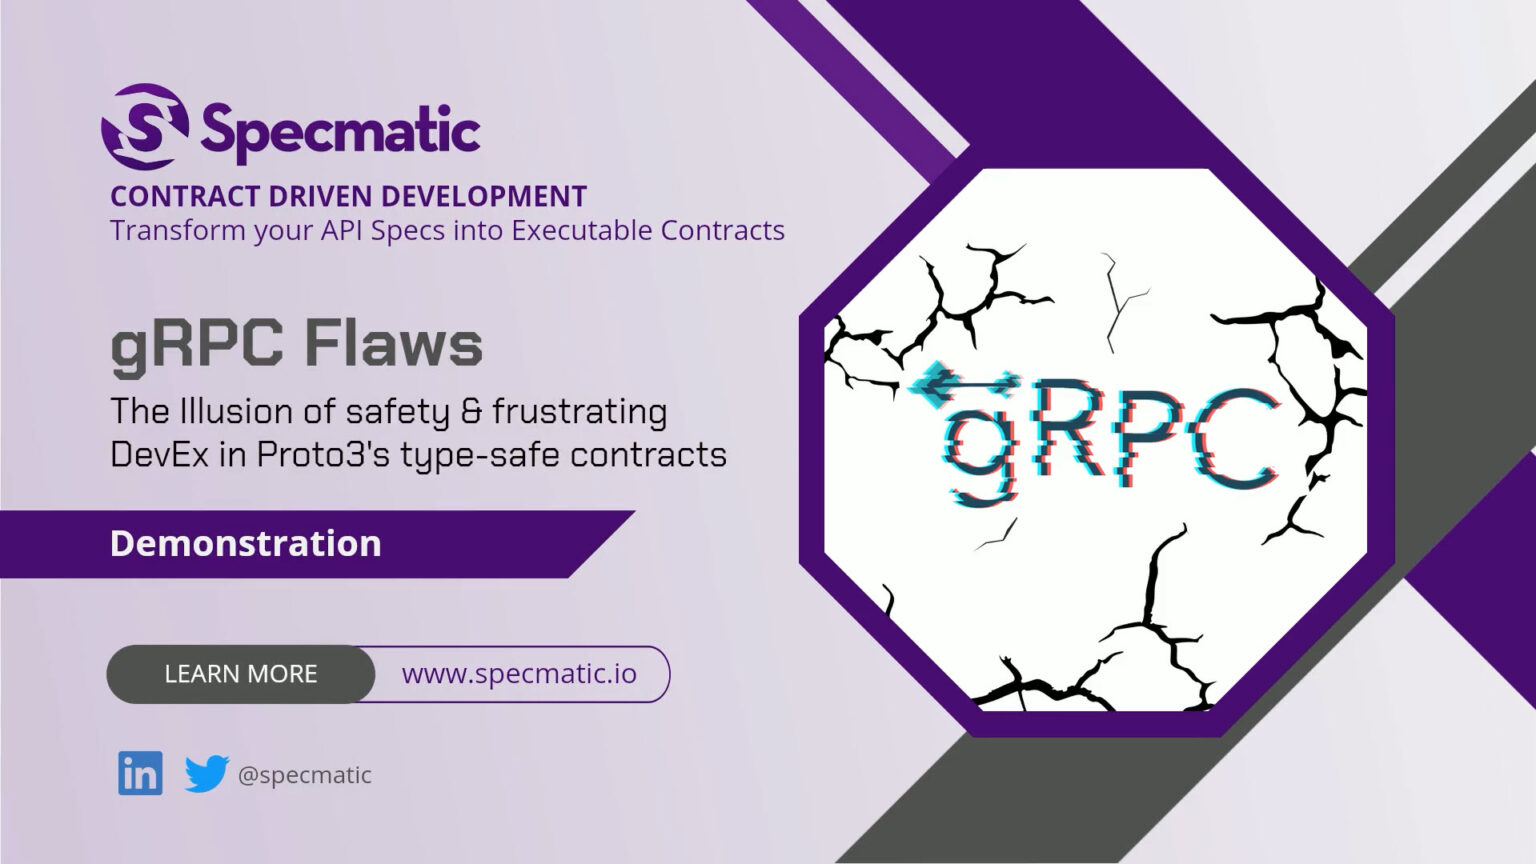 Specmatic
CONTRACT DRIVEN DEVELOPMENT
Transform your API Specs into Executable Contracts
gRPC Flaws
The Illusion of safety & frustrating
DevEx in Proto3's type-safe contracts
Demonstration
LEARN MORE
www.specmatic.io
in
@specmatic
gRPC